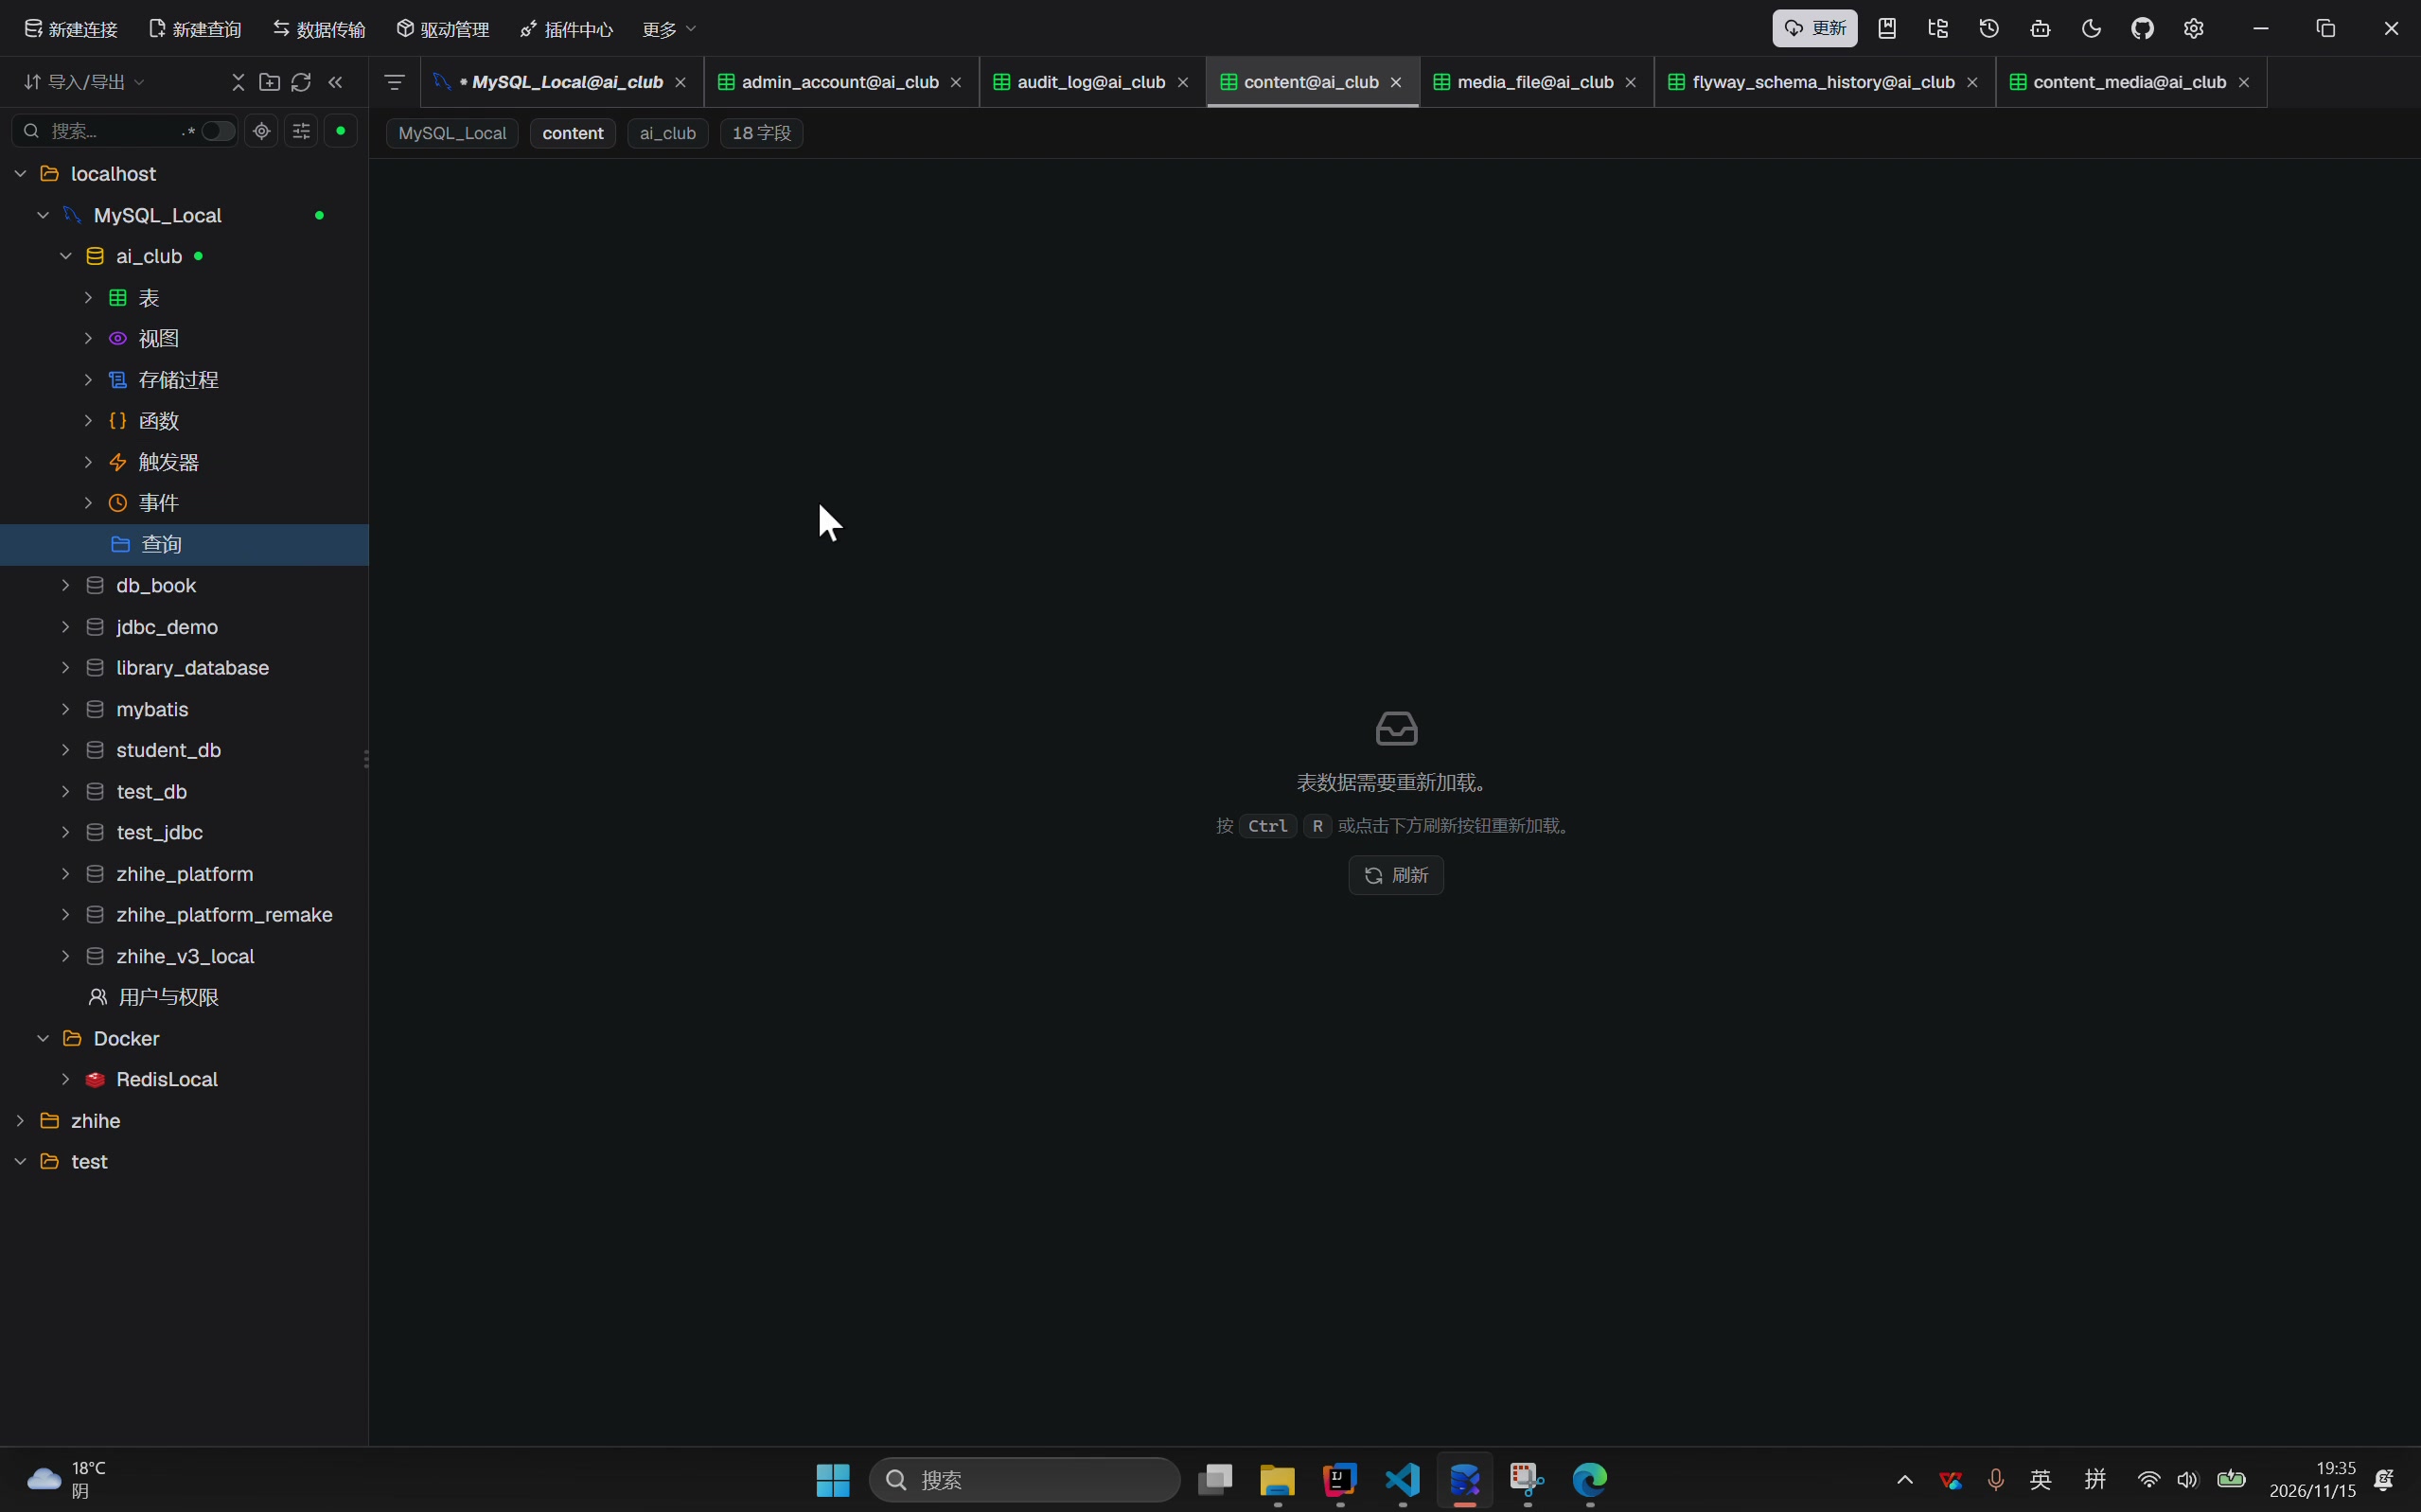 新建连接 新建查询 数据传输 驱动管理 插件中心 更多 更新
导入/导出 * MySQL_Local@ai_club admin_account@ai_club audit_log@ai_club content@ai_club media_file@ai_club flyway_schema_history@ai_club content_media@ai_club
搜索... .* MySQL_Local content ai_club 18 字段
localhost
MySQL_Local
ai_club
表
视图
存储过程
函数
触发器
事件
查询
db_book
jdbc_demo
library_database
mybatis
student_db
test_db
test_jdbc
zhihe_platform
zhihe_platform_remake
zhihe_v3_local
用户与权限
Docker
RedisLocal
zhihe
test
表数据需要重新加载。
按 Ctrl R 或点击下方刷新按钮重新加载。
刷新
18°C
阴
搜索
英 拼
19:35
2026/11/15